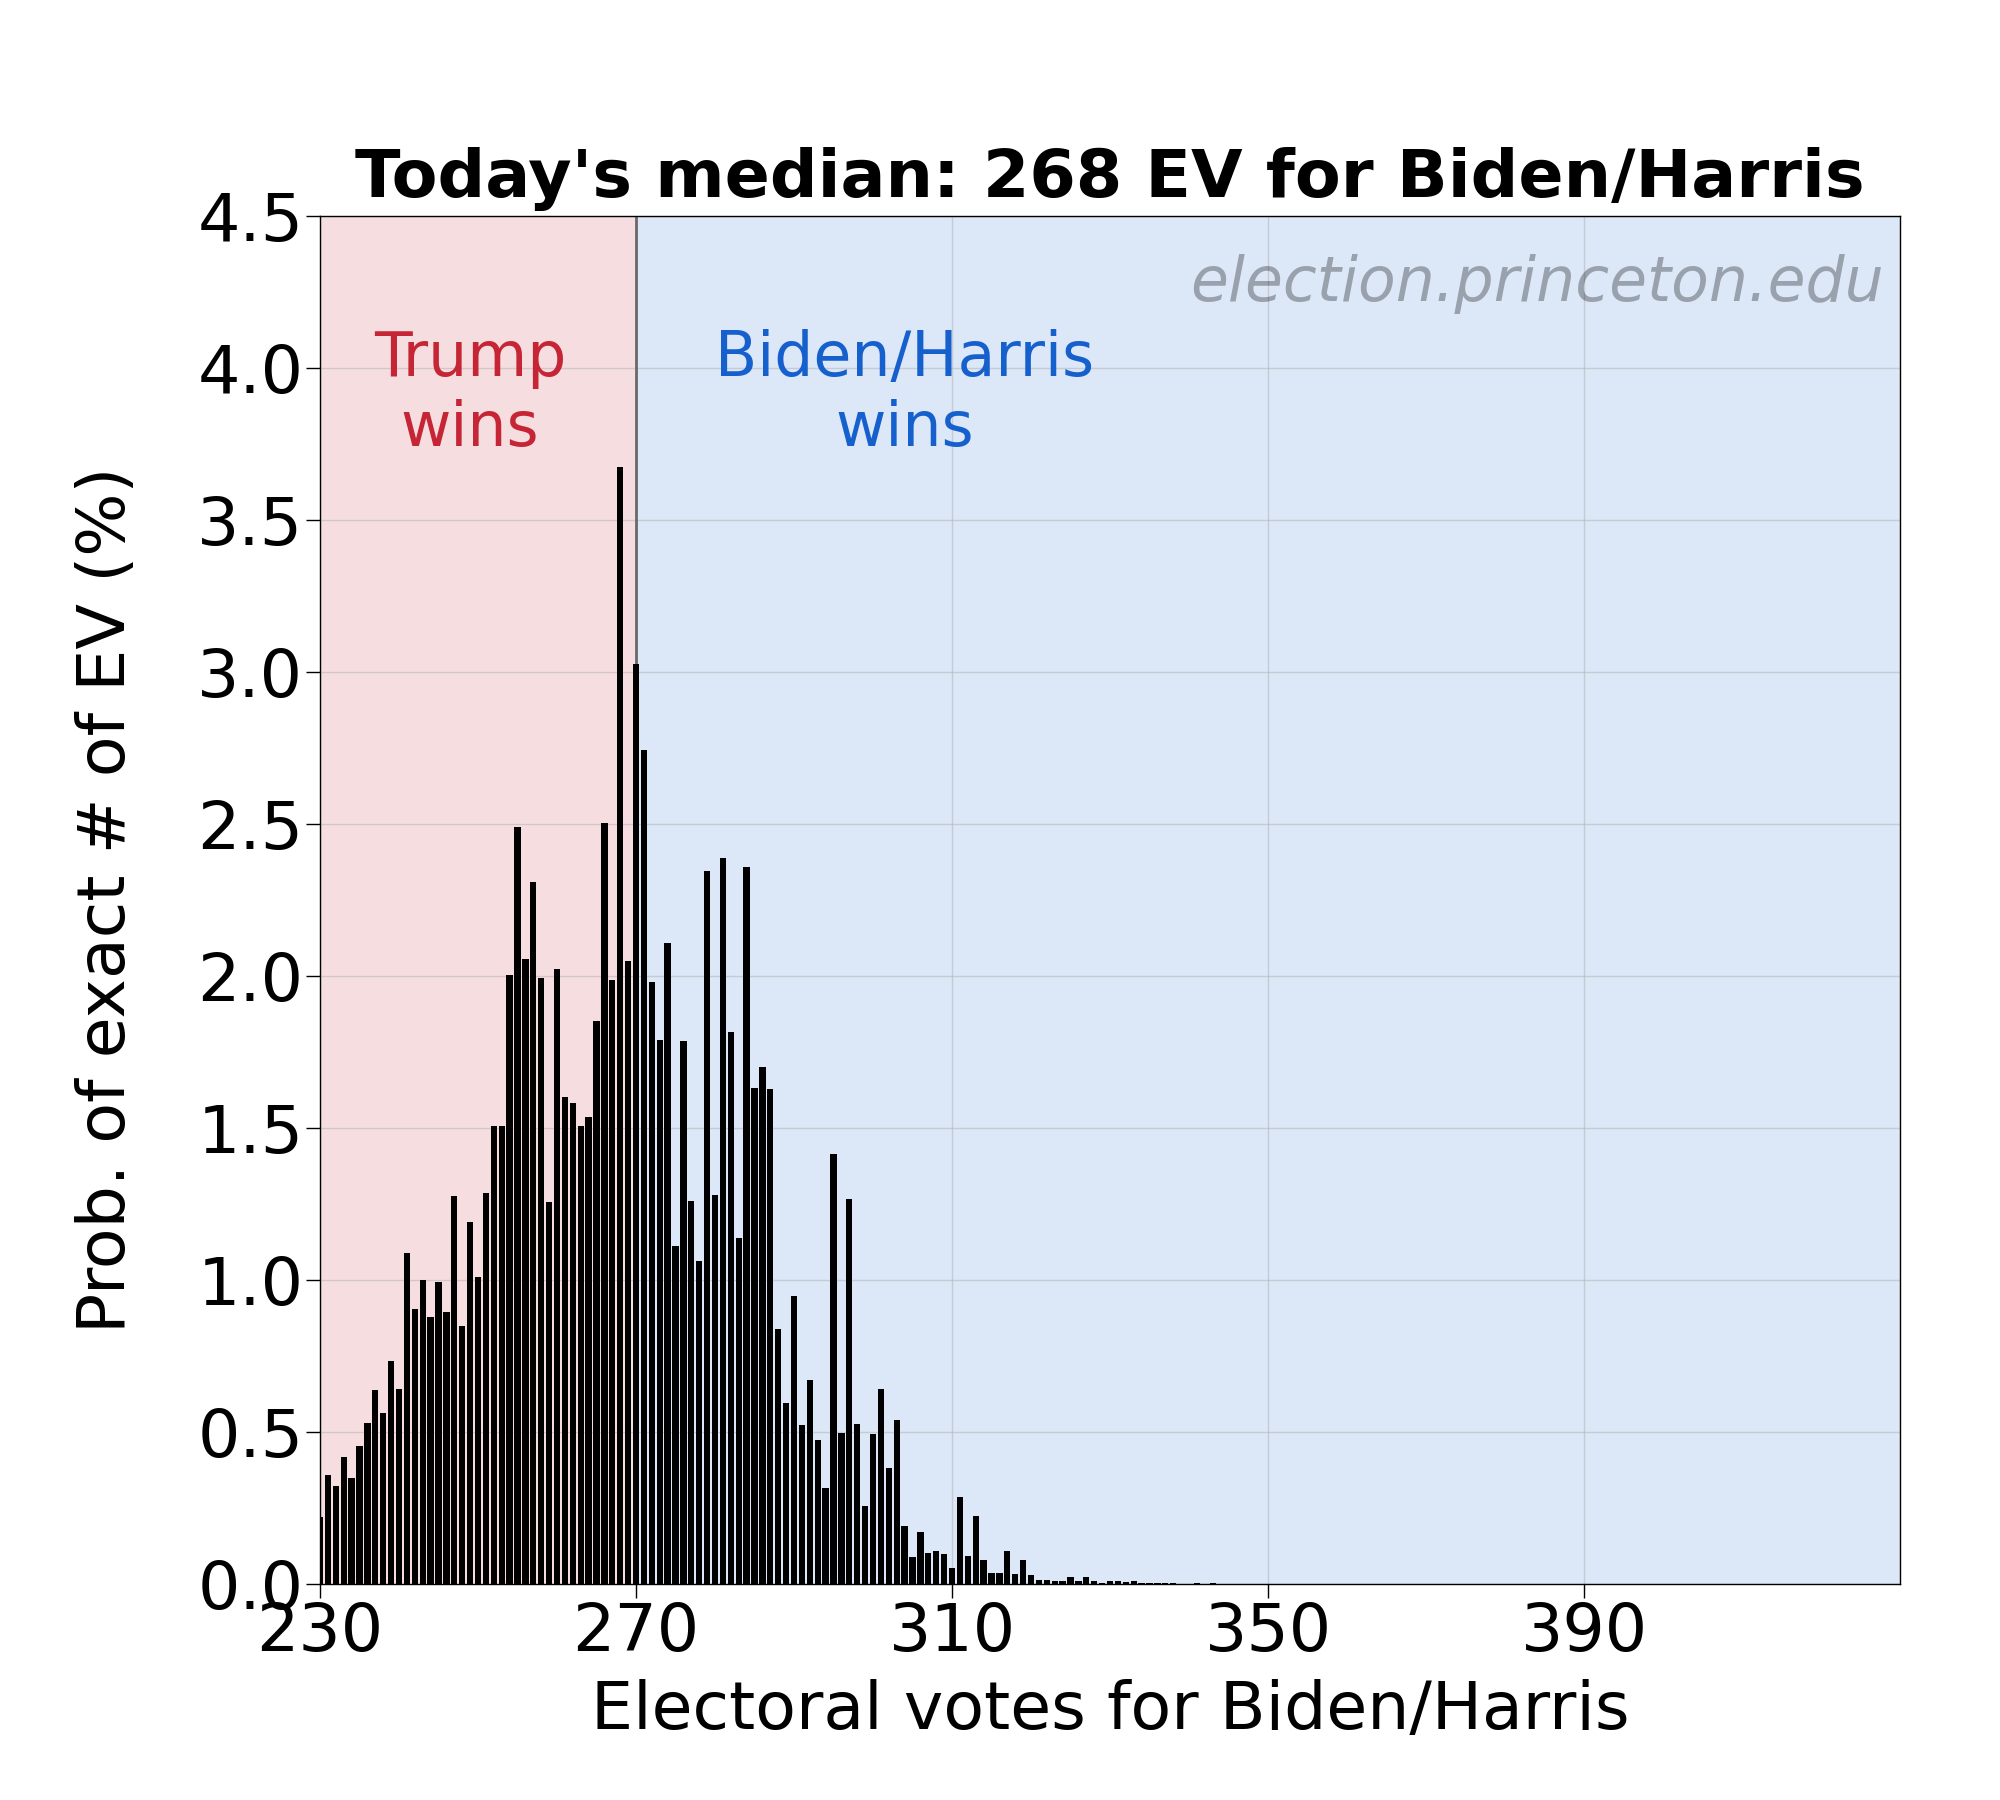 Today's median: 268 EV for Biden/Harris
election.princeton.edu
Trump
wins
Biden/Harris
wins
Prob. of exact # of EV (%)
4.5
4.0
3.5
3.0
2.5
2.0
1.5
1.0
0.5
0.0
230 270 310 350 390
Electoral votes for Biden/Harris